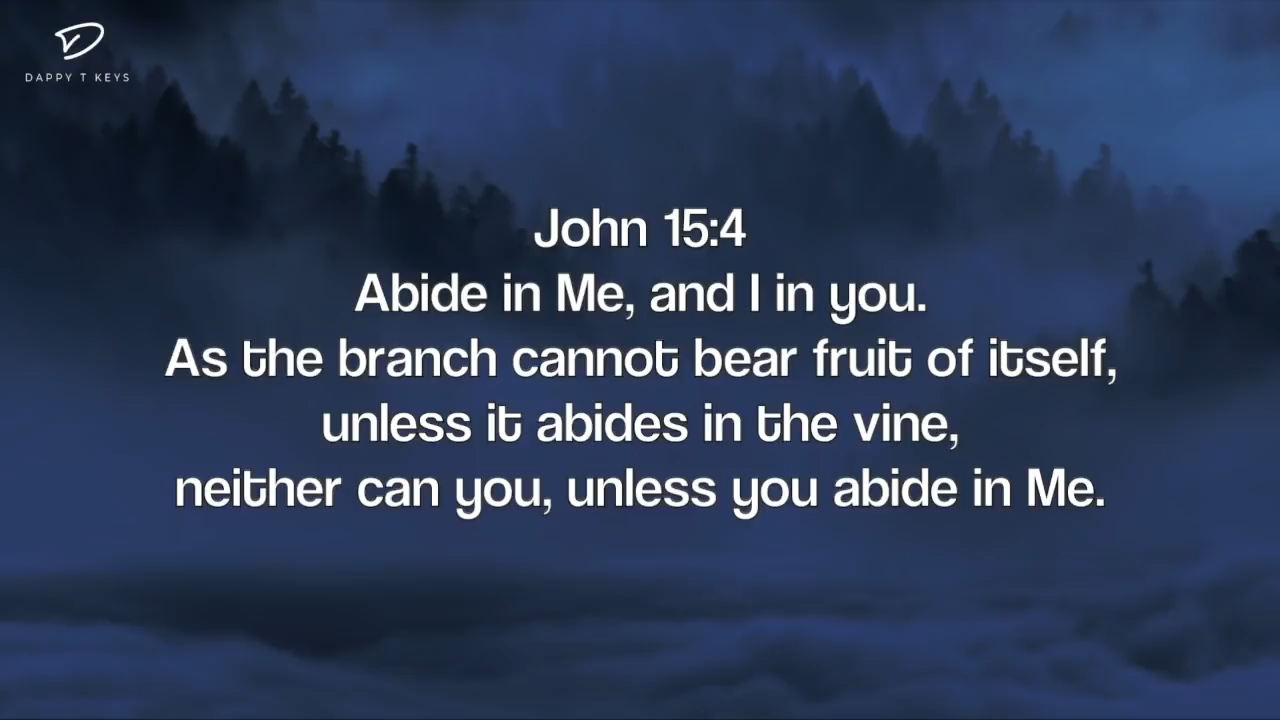 DAPPY T KEYS
John 15:4
Abide in Me, and I in you.
As the branch cannot bear fruit of itself,
unless it abides in the vine,
neither can you, unless you abide in Me.